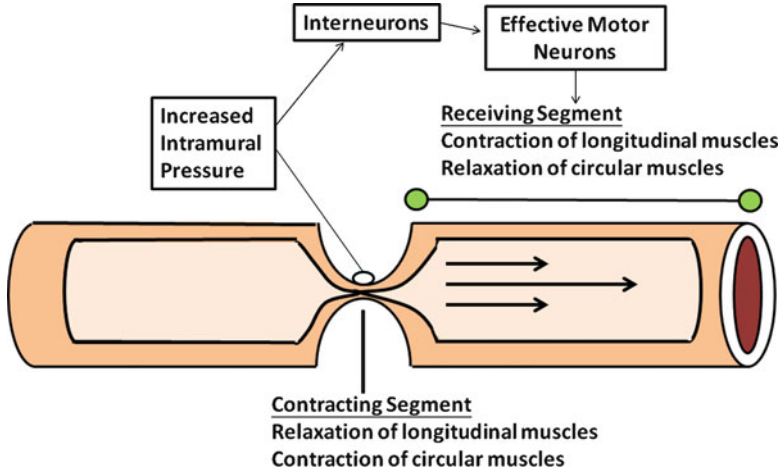 Interneurons
Effective Motor
Neurons
Increased
Intramural
Pressure
Receiving Segment
Contraction of longitudinal muscles
Relaxation of circular muscles
Contracting Segment
Relaxation of longitudinal muscles
Contraction of circular muscles